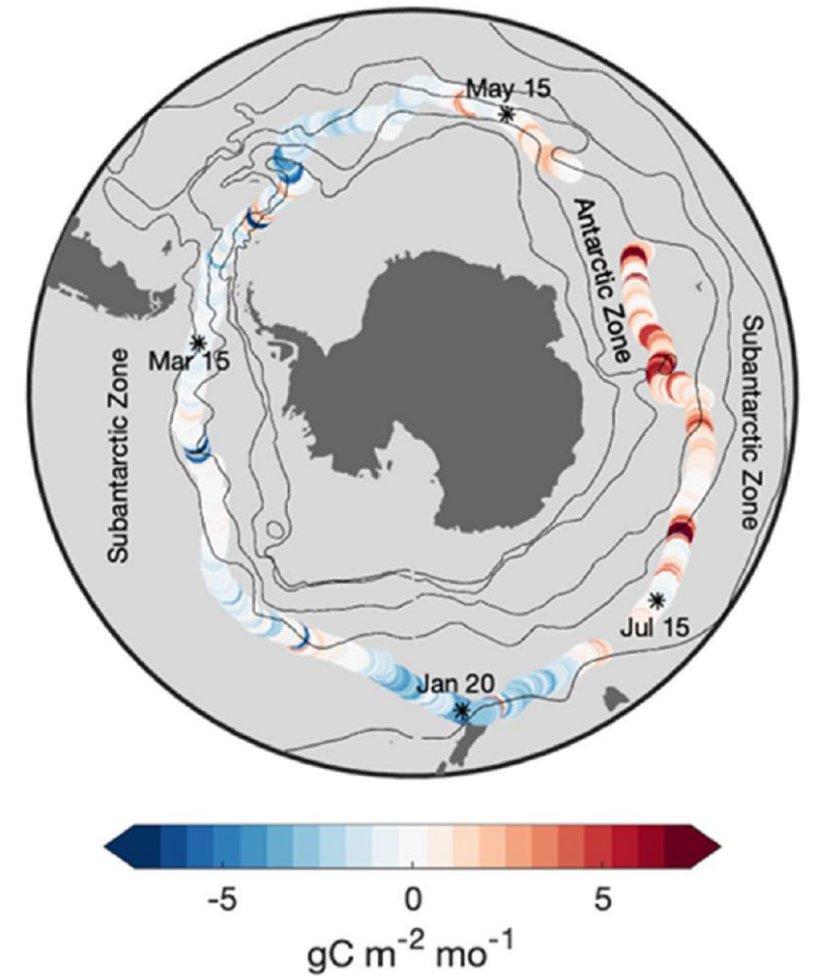 May 15
Antarctic Zone
Subantarctic Zone
Mar 15
Subantarctic Zone
Jul 15
Jan 20
-5 0 5
gC m⁻² mo⁻¹